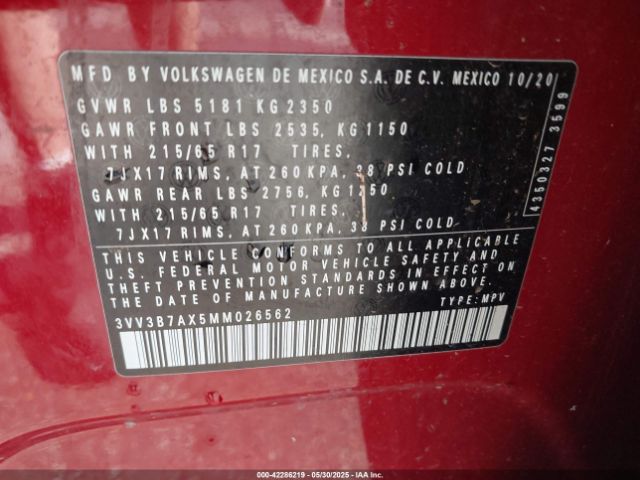 MFD BY VOLKSWAGEN DE MEXICO S.A. DE C.V. MEXICO 10/20
GVWR LBS 5181 KG 2350
GAWR FRONT LBS 2535, KG 1150
WITH 215/65 R17 TIRES,
7JX17 RIMS, AT 260 KPA, 38 PSI COLD
GAWR REAR LBS 2756, KG 1250
WITH 215/65 R17 TIRES,
7JX17 RIMS, AT 260 KPA, 38 PSI COLD
THIS VEHICLE CONFORMS TO ALL APPLICABLE
U.S. FEDERAL MOTOR VEHICLE SAFETY AND
THEFT PREVENTION STANDARDS IN EFFECT ON
THE DATE OF MANUFACTURE SHOWN ABOVE.
3VV3B7AX5MM026562 TYPE: MPV
4350327 3599
000-42286219 - 05/30/2025 - IAAI.COM